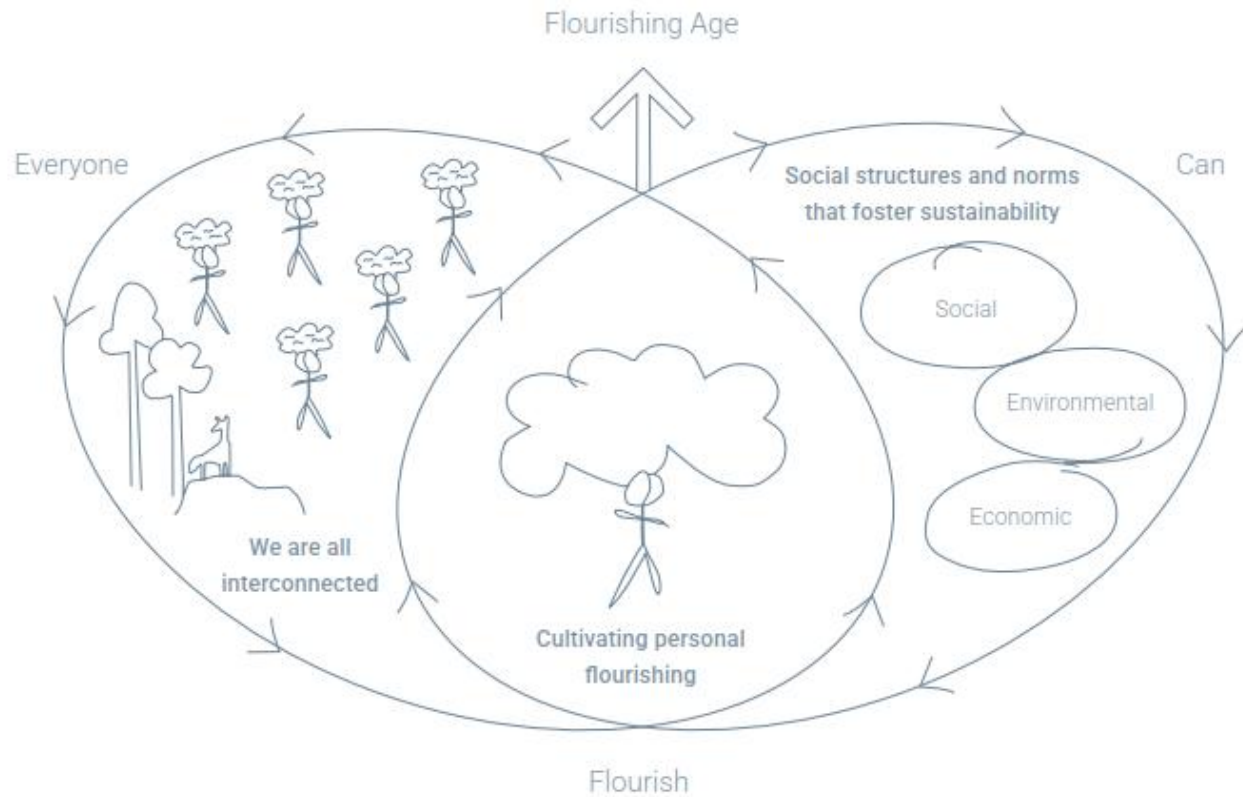 Flourishing Age
Everyone
Can
Social structures and norms
that foster sustainability
Social
Environmental
Economic
We are all
interconnected
Cultivating personal
flourishing
Flourish